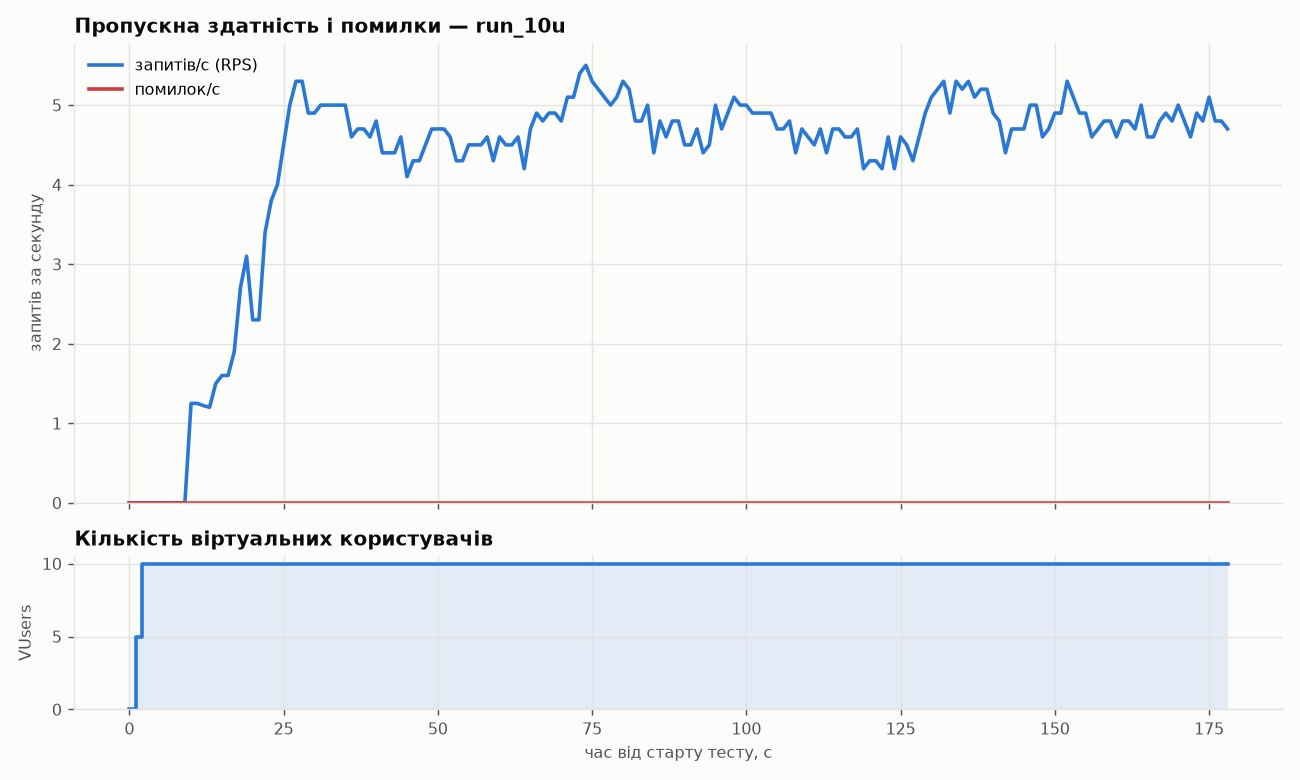 Пропускна здатність і помилки — run_10u
запитів/с (RPS)
помилок/с
запитів за секунду
5
4
3
2
1
0
Кількість віртуальних користувачів
VUsers
10
5
0
0 25 50 75 100 125 150 175
час від старту тесту, с